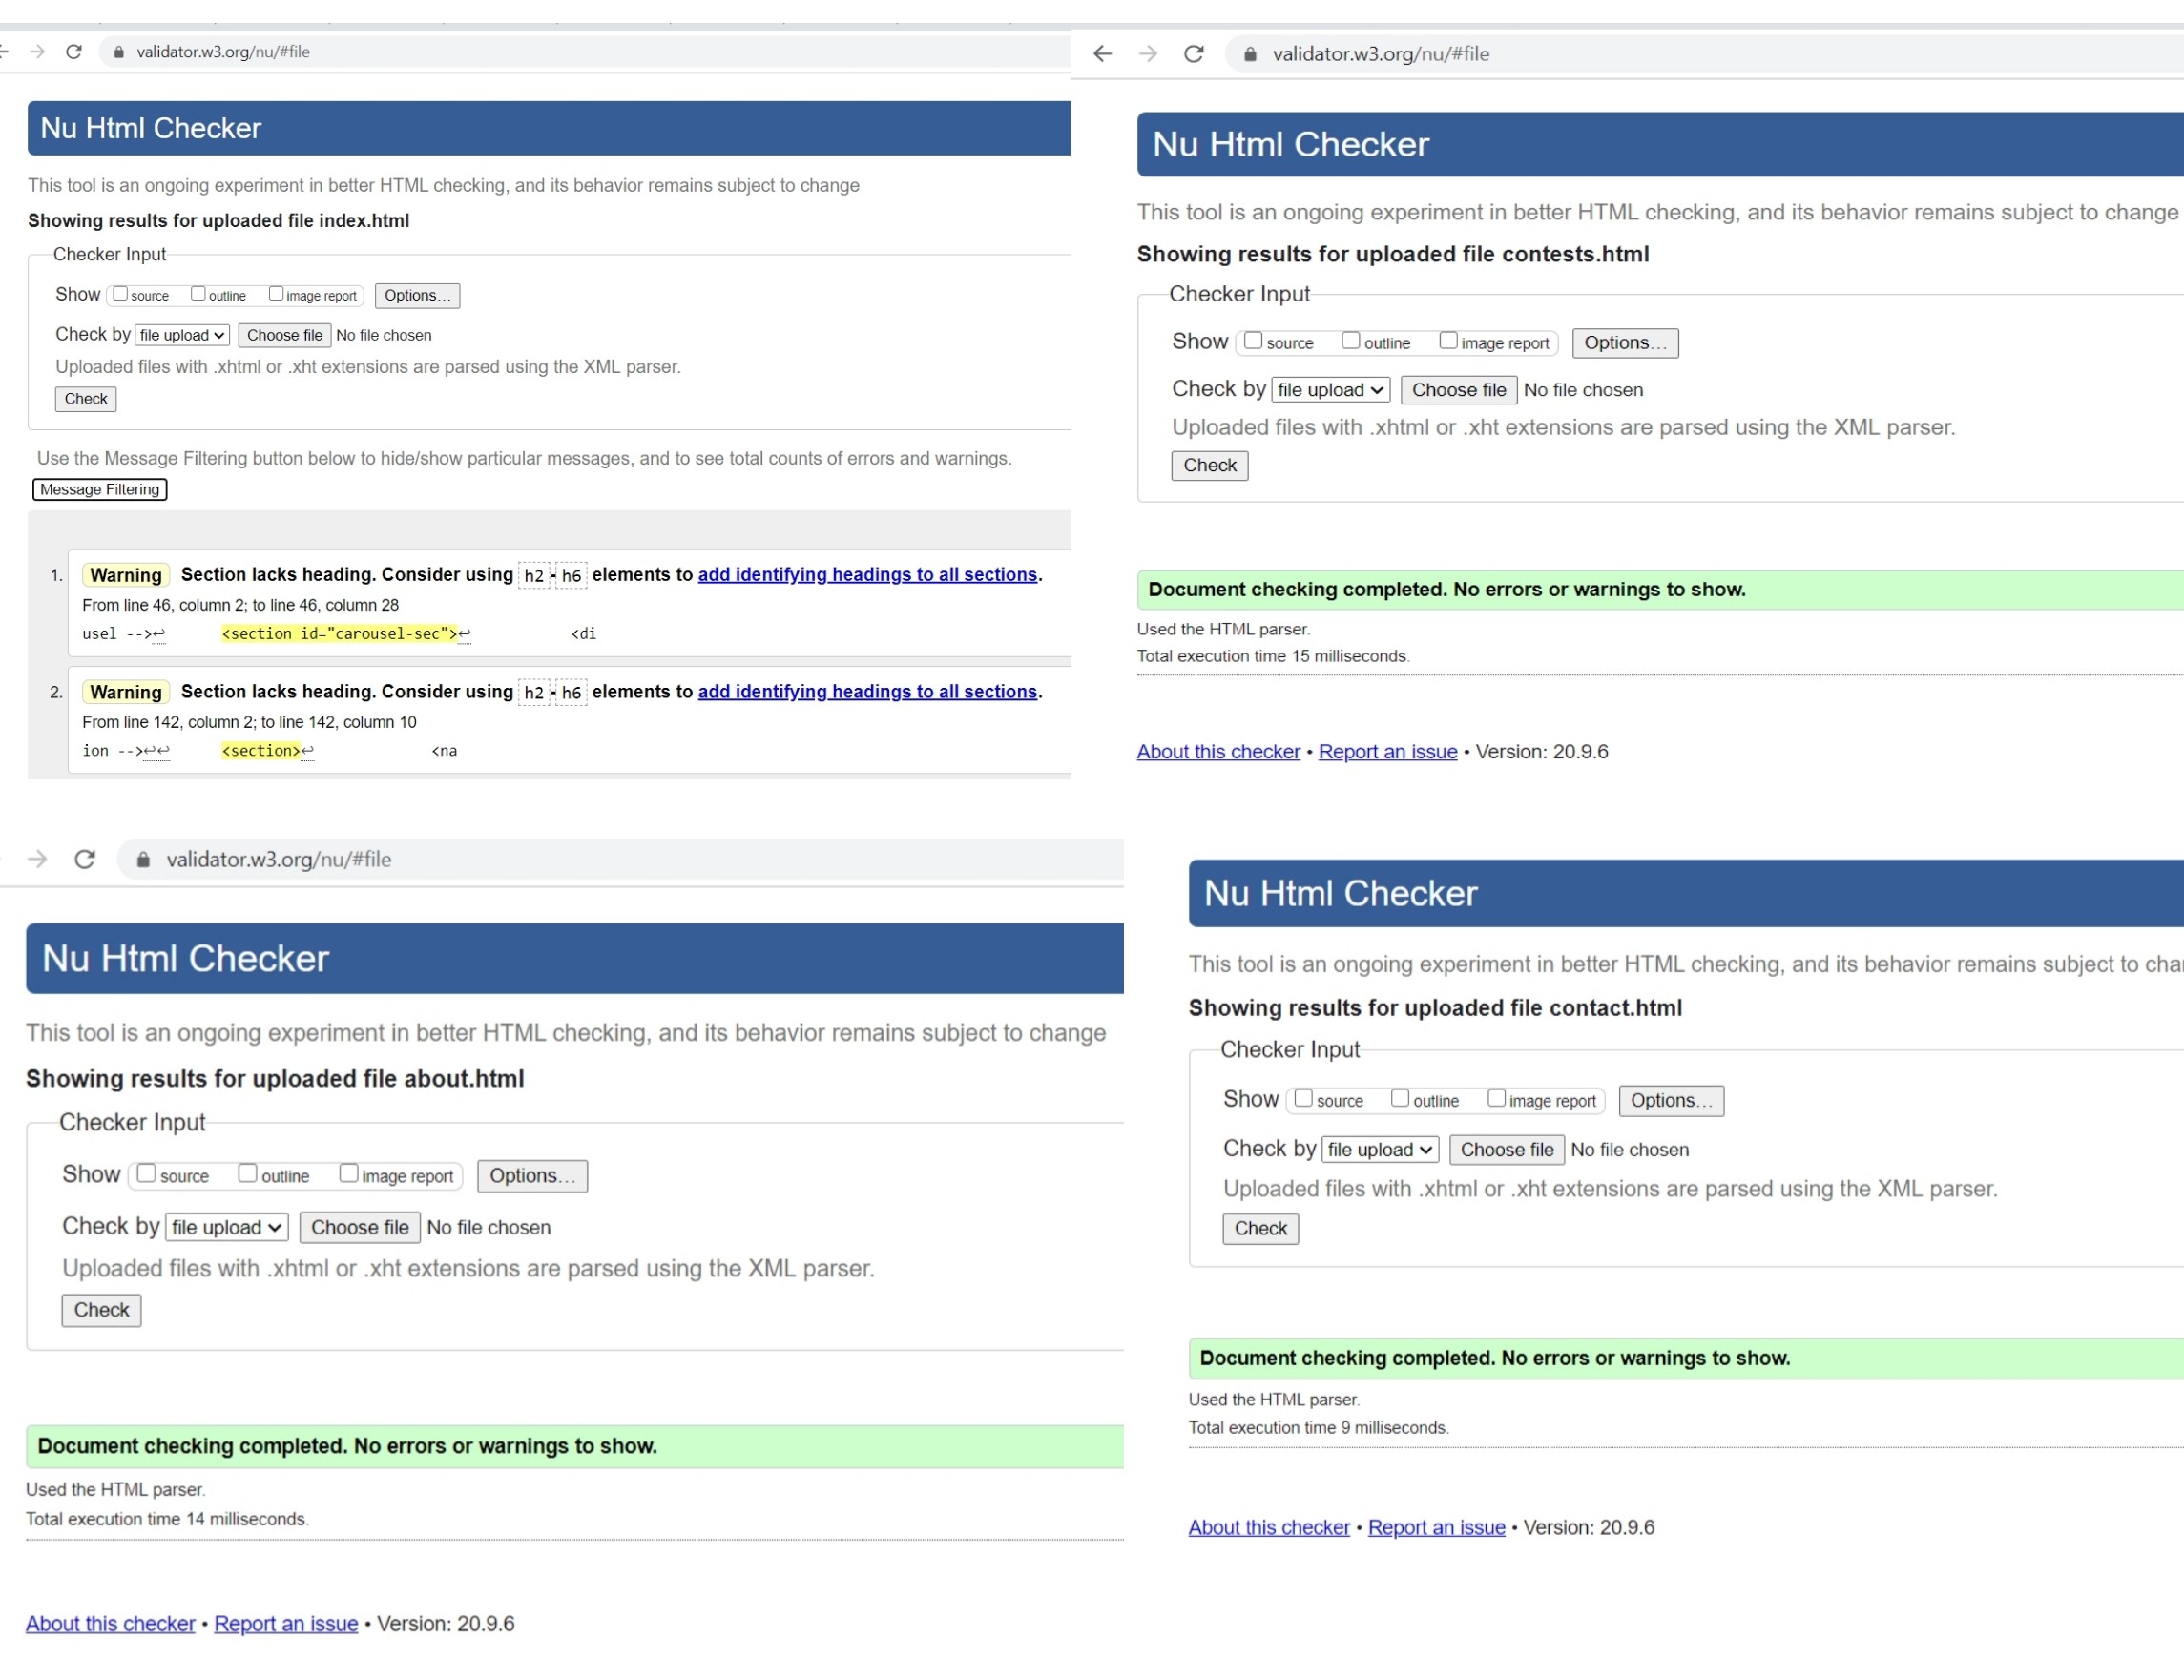 validator.w3.org/nu/#file
Nu Html Checker
This tool is an ongoing experiment in better HTML checking, and its behavior remains subject to change
Showing results for uploaded file index.html
Checker Input
Show source outline image report Options...
Check by file upload Choose file No file chosen
Uploaded files with .xhtml or .xht extensions are parsed using the XML parser.
Check
Use the Message Filtering button below to hide/show particular messages, and to see total counts of errors and warnings.
Message Filtering
1. Warning Section lacks heading. Consider using h2-h6 elements to add identifying headings to all sections.
From line 46, column 2; to line 46, column 28
usel -->↩ <section id="carousel-sec">↩ <di
2. Warning Section lacks heading. Consider using h2-h6 elements to add identifying headings to all sections.
From line 142, column 2; to line 142, column 10
ion -->↩↩ <section>↩ <na
validator.w3.org/nu/#file
Nu Html Checker
This tool is an ongoing experiment in better HTML checking, and its behavior remains subject to change
Showing results for uploaded file contests.html
Checker Input
Show source outline image report Options...
Check by file upload Choose file No file chosen
Uploaded files with .xhtml or .xht extensions are parsed using the XML parser.
Check
Document checking completed. No errors or warnings to show.
Used the HTML parser.
Total execution time 15 milliseconds.
About this checker • Report an issue • Version: 20.9.6
validator.w3.org/nu/#file
Nu Html Checker
This tool is an ongoing experiment in better HTML checking, and its behavior remains subject to change
Showing results for uploaded file about.html
Checker Input
Show source outline image report Options...
Check by file upload Choose file No file chosen
Uploaded files with .xhtml or .xht extensions are parsed using the XML parser.
Check
Document checking completed. No errors or warnings to show.
Used the HTML parser.
Total execution time 14 milliseconds.
About this checker • Report an issue • Version: 20.9.6
Nu Html Checker
This tool is an ongoing experiment in better HTML checking, and its behavior remains subject to cha
Showing results for uploaded file contact.html
Checker Input
Show source outline image report Options...
Check by file upload Choose file No file chosen
Uploaded files with .xhtml or .xht extensions are parsed using the XML parser.
Check
Document checking completed. No errors or warnings to show.
Used the HTML parser.
Total execution time 9 milliseconds.
About this checker • Report an issue • Version: 20.9.6